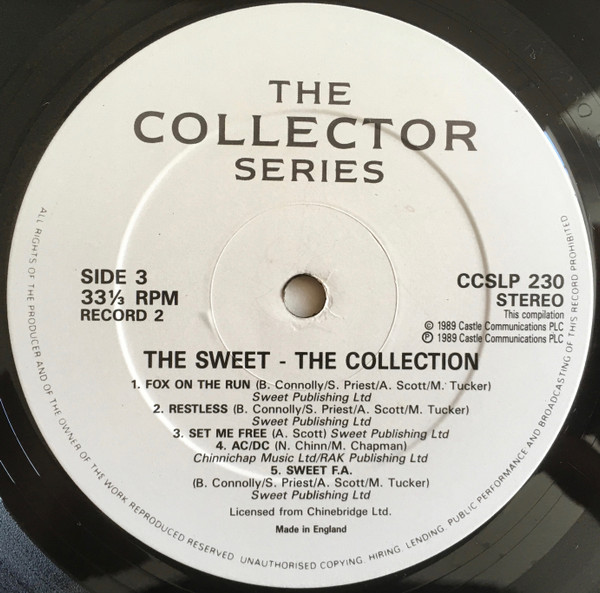 THE
COLLECTOR
SERIES
SIDE 3
33⅓ RPM
RECORD 2
CCSLP 230
STEREO
This compilation
© 1989 Castle Communications PLC
℗ 1989 Castle Communications PLC
THE SWEET - THE COLLECTION
1. FOX ON THE RUN (B. Connolly/S. Priest/A. Scott/M. Tucker)
Sweet Publishing Ltd
2. RESTLESS (B. Connolly/S. Priest/A. Scott/M. Tucker)
Sweet Publishing Ltd
3. SET ME FREE (A. Scott) Sweet Publishing Ltd
4. AC/DC (N. Chinn/M. Chapman)
Chinnichap Music Ltd/RAK Publishing Ltd
5. SWEET F.A.
(B. Connolly/S. Priest/A. Scott/M. Tucker)
Sweet Publishing Ltd
Licensed from Chinebridge Ltd.
Made in England
ALL RIGHTS OF THE PRODUCER AND OF THE OWNER OF THE WORK REPRODUCED RESERVED UNAUTHORISED COPYING, HIRING, LENDING, PUBLIC PERFORMANCE AND BROADCASTING OF THIS RECORD PROHIBITED